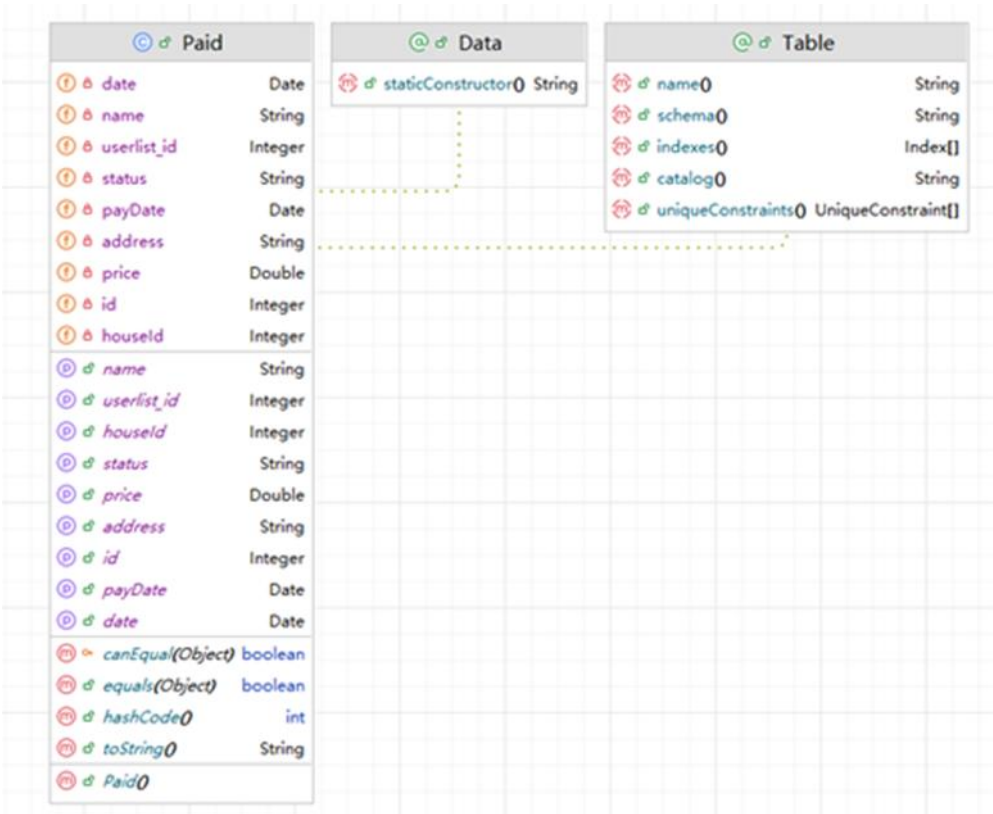 Paid
date Date
name String
userlist_id Integer
status String
payDate Date
address String
price Double
id Integer
houseId Integer
name String
userlist_id Integer
houseId Integer
status String
price Double
address String
id Integer
payDate Date
date Date
canEqual(Object) boolean
equals(Object) boolean
hashCode() int
toString() String
Paid()
Data
staticConstructor() String
Table
name() String
schema() String
indexes() Index[]
catalog() String
uniqueConstraints() UniqueConstraint[]